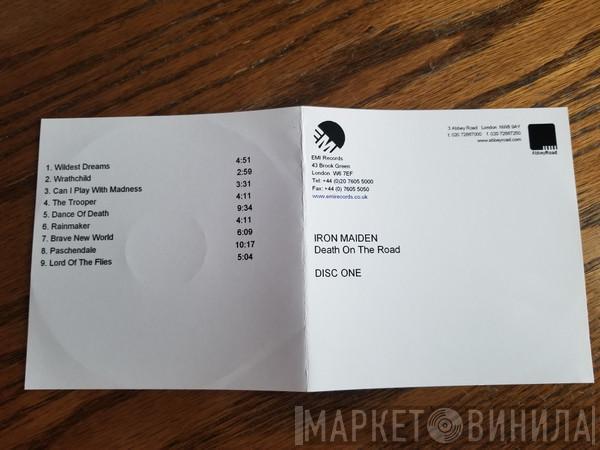 1. Wildest Dreams 4:51
2. Wrathchild 2:59
3. Can I Play With Madness 3:31
4. The Trooper 4:11
5. Dance Of Death 9:34
6. Rainmaker 4:11
7. Brave New World 6:09
8. Paschendale 10:17
9. Lord Of The Flies 5:04
EMI
EMI Records
43 Brook Green
London W6 7EF
Tel: +44 (0)20 7605 5000
Fax: +44 (0) 7605 5050
www.emirecords.co.uk
3 Abbey Road London NW8 9AY
t: 020 72667000 f: 020 72667250
www.abbeyroad.com
AbbeyRoad
IRON MAIDEN
Death On The Road
DISC ONE
МАРКЕТ ВИНИЛА